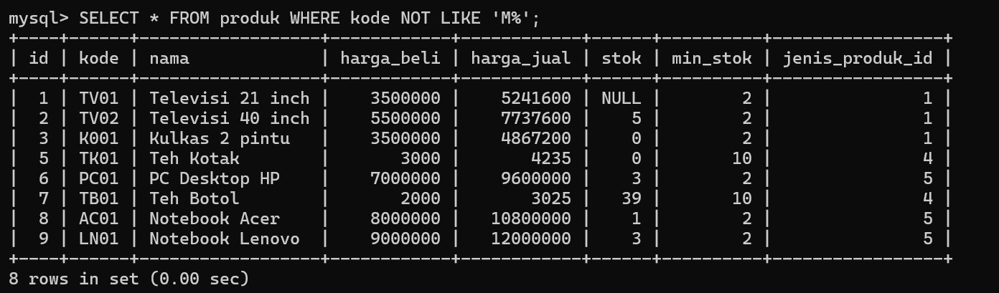 mysql> SELECT * FROM produk WHERE kode NOT LIKE 'M%';
+----+------+------------------+------------+------------+------+----------+-----------------+
| id | kode | nama             | harga_beli | harga_jual | stok | min_stok | jenis_produk_id |
+----+------+------------------+------------+------------+------+----------+-----------------+
|  1 | TV01 | Televisi 21 inch |    3500000 |    5241600 | NULL |        2 |               1 |
|  2 | TV02 | Televisi 40 inch |    5500000 |    7737600 |    5 |        2 |               1 |
|  3 | K001 | Kulkas 2 pintu   |    3500000 |    4867200 |    0 |        2 |               1 |
|  5 | TK01 | Teh Kotak        |       3000 |       4235 |    0 |       10 |               4 |
|  6 | PC01 | PC Desktop HP    |    7000000 |    9600000 |    3 |        2 |               5 |
|  7 | TB01 | Teh Botol        |       2000 |       3025 |   39 |       10 |               4 |
|  8 | AC01 | Notebook Acer    |    8000000 |   10800000 |    1 |        2 |               5 |
|  9 | LN01 | Notebook Lenovo  |    9000000 |   12000000 |    3 |        2 |               5 |
+----+------+------------------+------------+------------+------+----------+-----------------+
8 rows in set (0.00 sec)